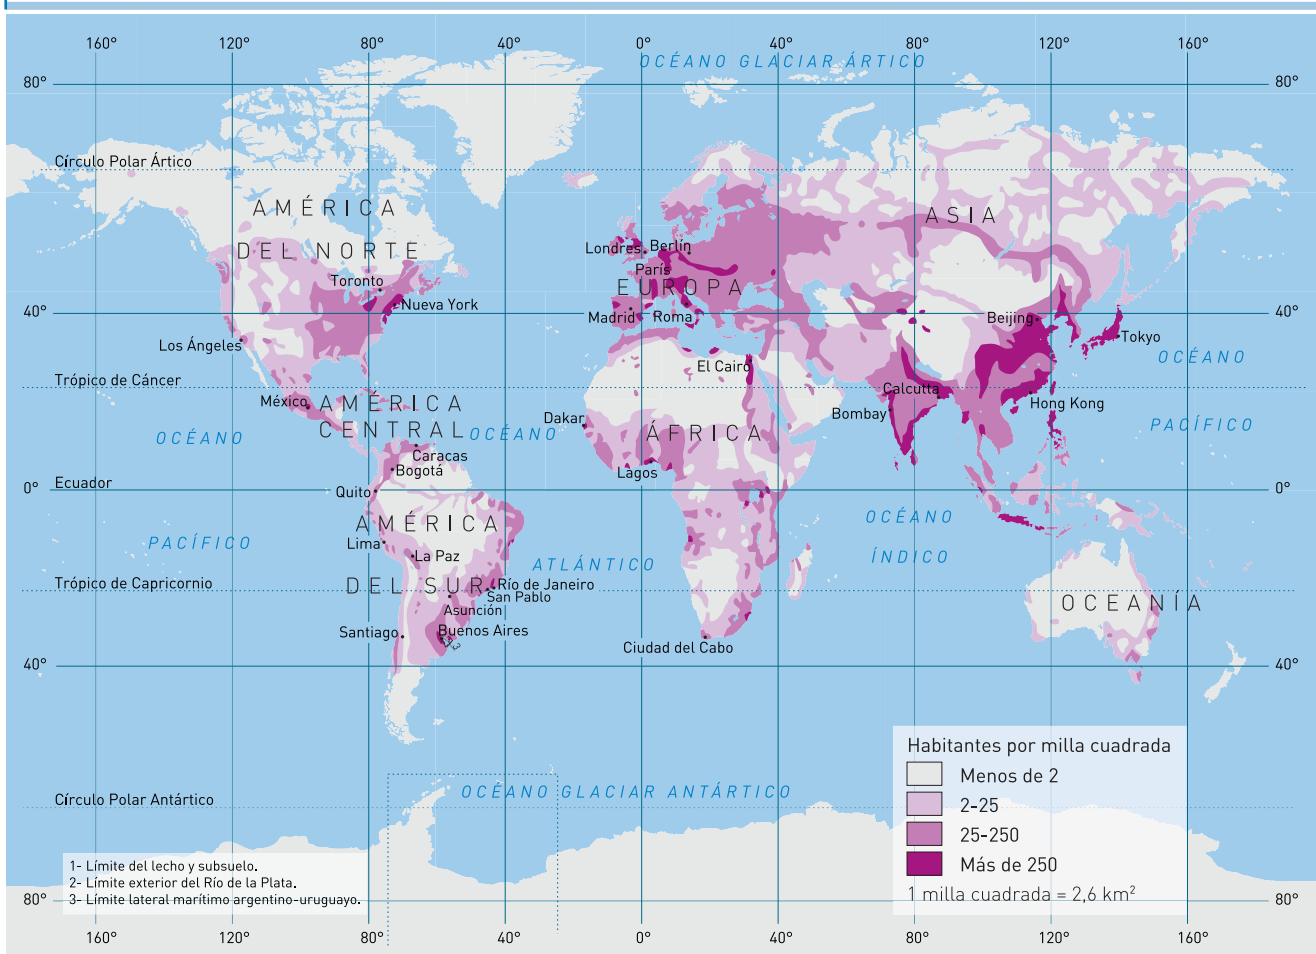 160° 120° 80° 40° 0° 40° 80° 120° 160°
OCÉANO GLACIAR ÁRTICO
80° 80°
Círculo Polar Ártico
AMÉRICA
DEL NORTE
ASIA
Londres Berlín
París
EUROPA
Toronto
Nueva York
Madrid Roma
Beijing
40° 40°
Tokyo
Los Ángeles
OCÉANO
El Cairo
Trópico de Cáncer
Calcutta
México
AMÉRICA
CENTRAL
Hong Kong
Bombay
Dakar
OCÉANO
OCÉANO
ÁFRICA
PACÍFICO
Caracas
Bogotá
Lagos
Ecuador
0° 0°
Quito
AMÉRICA
OCÉANO
Lima
PACÍFICO
La Paz
ATLÁNTICO
ÍNDICO
Trópico de Capricornio
DEL SUR
Río de Janeiro
San Pablo
Asunción
OCEANÍA
Santiago
Buenos Aires
1 2 3
Ciudad del Cabo
40° 40°
Habitantes por milla cuadrada
Menos de 2
2-25
25-250
Más de 250
1 milla cuadrada = 2,6 km²
OCÉANO GLACIAR ANTÁRTICO
Círculo Polar Antártico
1- Límite del lecho y subsuelo.
2- Límite exterior del Río de la Plata.
3- Límite lateral marítimo argentino-uruguayo.
80° 80°
160° 120° 80° 40° 0° 40° 80° 120° 160°